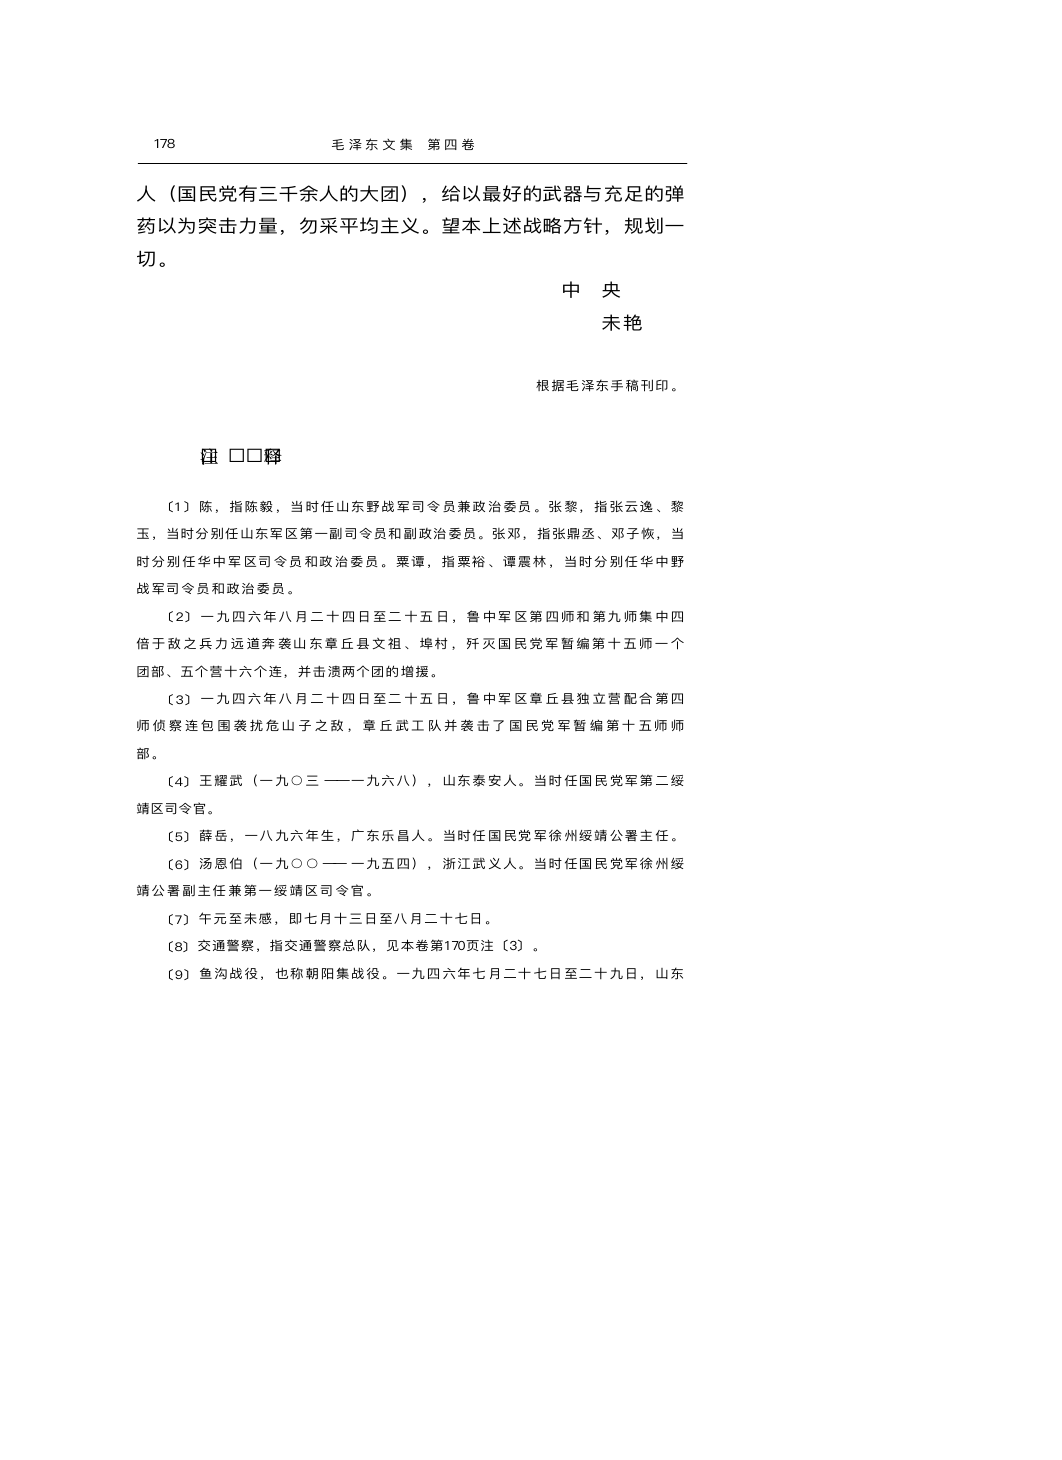 178
毛泽东文集 第四卷
人（国民党有三千余人的大团），给以最好的武器与充足的弹
药以为突击力量，勿采平均主义。望本上述战略方针，规划一
切。
中 央
未艳
根据毛泽东手稿刊印。
注 □□释
〔1〕陈，指陈毅，当时任山东野战军司令员兼政治委员。张黎，指张云逸、黎
玉，当时分别任山东军区第一副司令员和副政治委员。张邓，指张鼎丞、邓子恢，当
时分别任华中军区司令员和政治委员。粟谭，指粟裕、谭震林，当时分别任华中野
战军司令员和政治委员。
〔2〕一九四六年八月二十四日至二十五日，鲁中军区第四师和第九师集中四
倍于敌之兵力远道奔袭山东章丘县文祖、埠村，歼灭国民党军暂编第十五师一个
团部、五个营十六个连，并击溃两个团的增援。
〔3〕一九四六年八月二十四日至二十五日，鲁中军区章丘县独立营配合第四
师侦察连包围袭扰危山子之敌，章丘武工队并袭击了国民党军暂编第十五师师
部。
〔4〕王耀武（一九○三——一九六八），山东泰安人。当时任国民党军第二绥
靖区司令官。
〔5〕薛岳，一八九六年生，广东乐昌人。当时任国民党军徐州绥靖公署主任。
〔6〕汤恩伯（一九○○——一九五四），浙江武义人。当时任国民党军徐州绥
靖公署副主任兼第一绥靖区司令官。
〔7〕午元至未感，即七月十三日至八月二十七日。
〔8〕交通警察，指交通警察总队，见本卷第170页注〔3〕。
〔9〕鱼沟战役，也称朝阳集战役。一九四六年七月二十七日至二十九日，山东